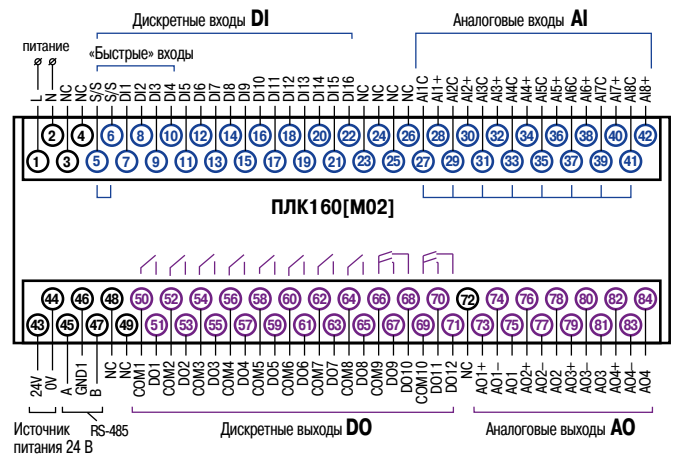 Дискретные входы DI
Аналоговые входы AI
питание
«Быстрые» входы
L N NC NC S/S S/S DI1 DI2 DI3 DI4 DI5 DI6 DI7 DI8 DI9 DI10 DI11 DI12 DI13 DI14 DI15 DI16 NC NC NC NC AI1C AI1+ AI2C AI2+ AI3C AI3+ AI4C AI4+ AI5C AI5+ AI6C AI6+ AI7C AI7+ AI8C AI8+
2 4 6 8 10 12 14 16 18 20 22 24 26 28 30 32 34 36 38 40 42
1 3 5 7 9 11 13 15 17 19 21 23 25 27 29 31 33 35 37 39 41
ПЛК160[М02]
44 46 48 50 52 54 56 58 60 62 64 66 68 70 72 74 76 78 80 82 84
43 45 47 49 51 53 55 57 59 61 63 65 67 69 71 73 75 77 79 81 83
24V 0V A GND1 B NC NC COM1 DO1 COM2 DO2 COM3 DO3 COM4 DO4 COM5 DO5 COM6 DO6 COM7 DO7 COM8 DO8 COM9 DO9 DO10 COM10 DO11 DO12 NC AO1+ AO1– AO1 AO2+ AO2– AO2 AO3+ AO3– AO3 AO4+ AO4– AO4
Источник
питания 24 В
RS-485
Дискретные выходы DO
Аналоговые выходы AO